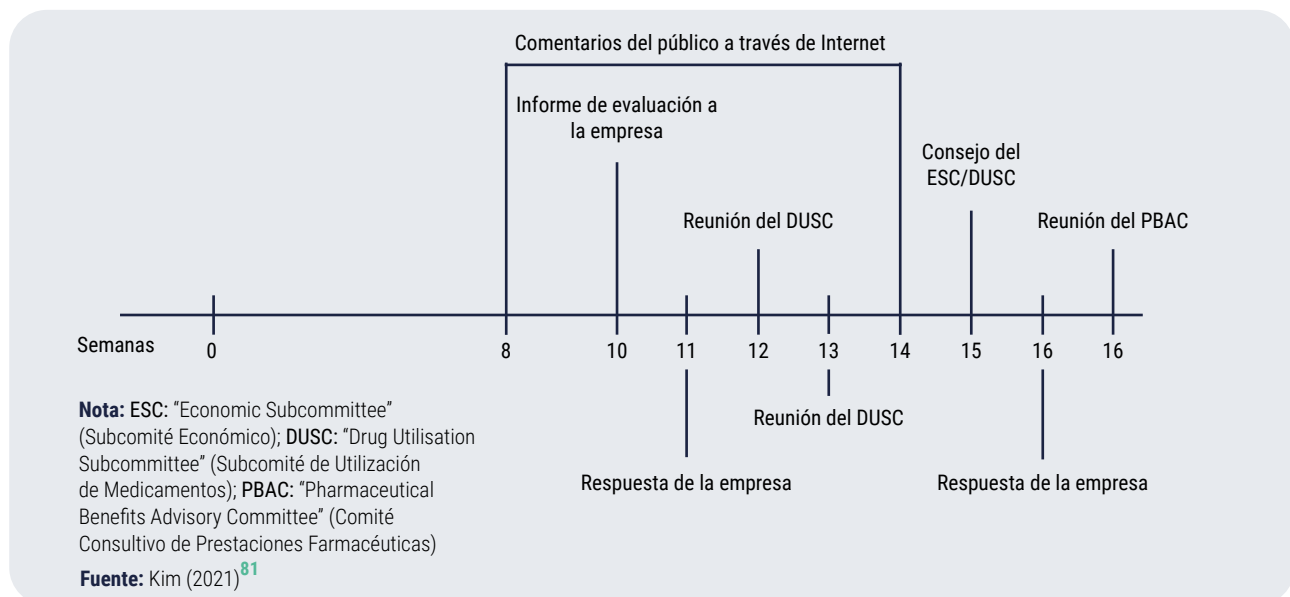 Comentarios del público a través de Internet
Informe de evaluación a
la empresa
Consejo del
ESC/DUSC
Reunión del DUSC
Reunión del PBAC
Semanas
0
8
10
11
12
13
14
15
16
16
Reunión del DUSC
Respuesta de la empresa
Respuesta de la empresa
Nota: ESC: “Economic Subcommittee”
(Subcomité Económico); DUSC: “Drug Utilisation
Subcommittee” (Subcomité de Utilización
de Medicamentos); PBAC: “Pharmaceutical
Benefits Advisory Committee” (Comité
Consultivo de Prestaciones Farmacéuticas)
Fuente: Kim (2021)81